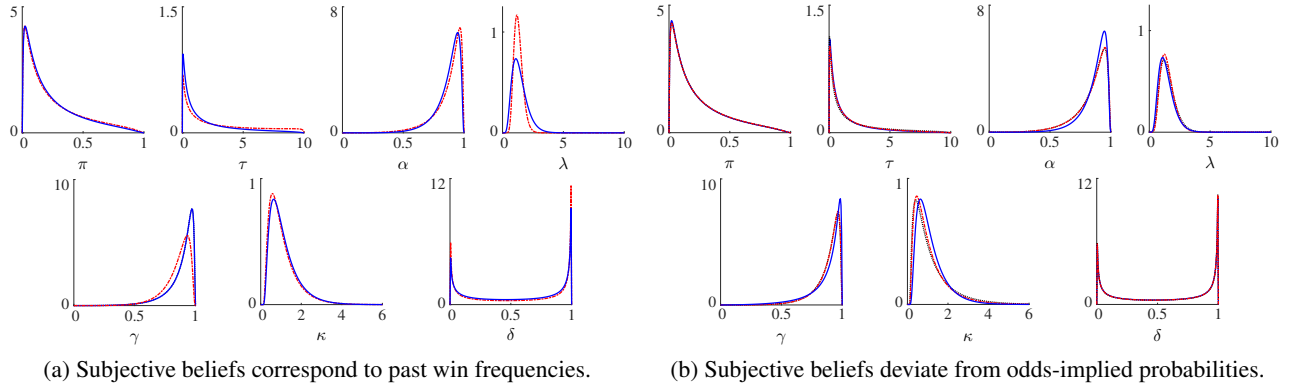 5
0
0 0.5 1
π
1.5
0
0 5 10
τ
8
0
0 0.5 1
α
1
0
0 5 10
λ
10
0
0 0.5 1
γ
1
0
0 2 4 6
κ
12
0
0 0.5 1
δ
(a) Subjective beliefs correspond to past win frequencies.
5
0
0 0.5 1
π
1.5
0
0 5 10
τ
8
0
0 0.5 1
α
1
0
0 5 10
λ
10
0
0 0.5 1
γ
1
0
0 2 4 6
κ
12
0
0 0.5 1
δ
(b) Subjective beliefs deviate from odds-implied probabilities.